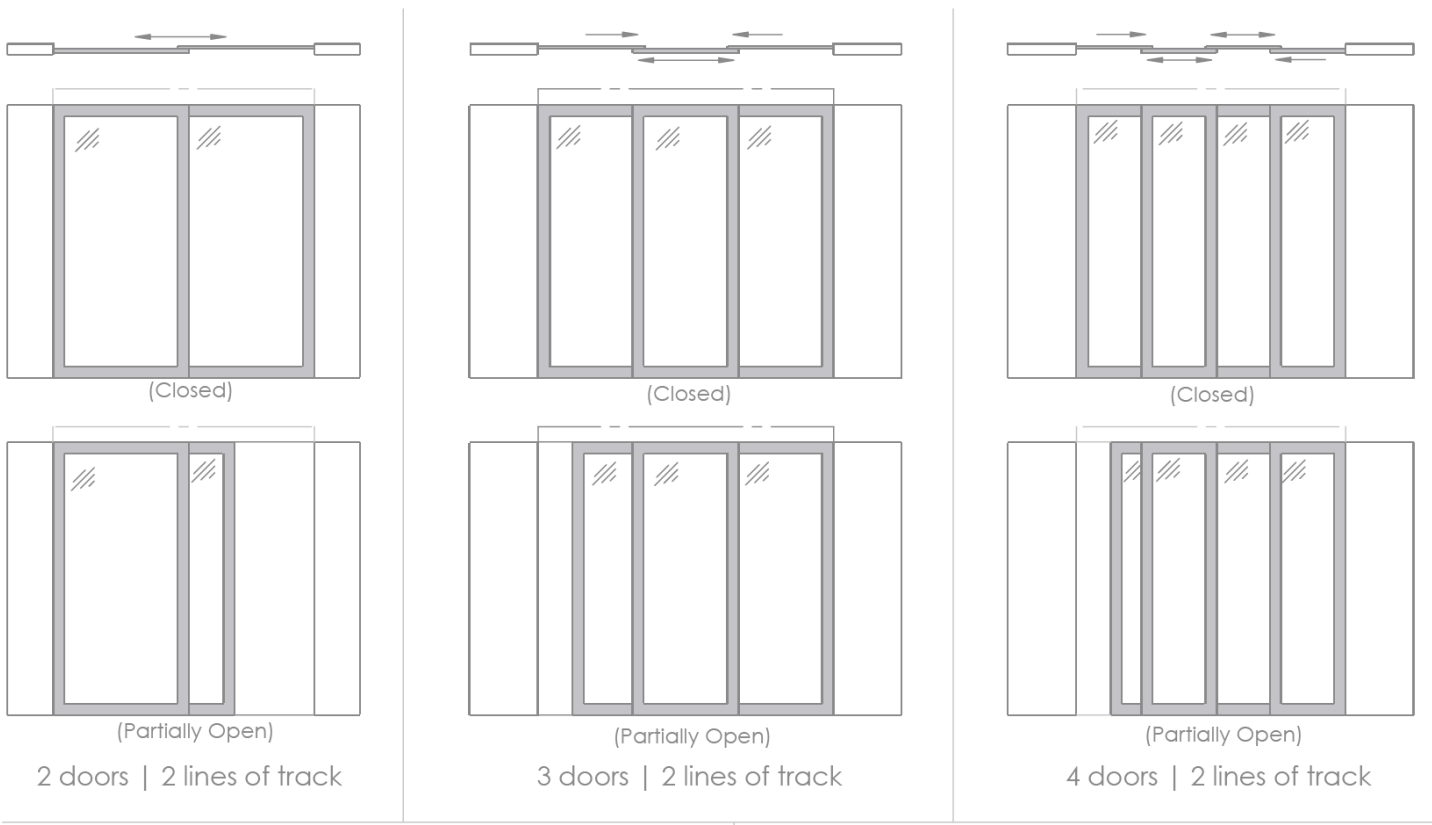 (Closed)
(Partially Open)
2 doors | 2 lines of track
(Closed)
(Partially Open)
3 doors | 2 lines of track
(Closed)
(Partially Open)
4 doors | 2 lines of track